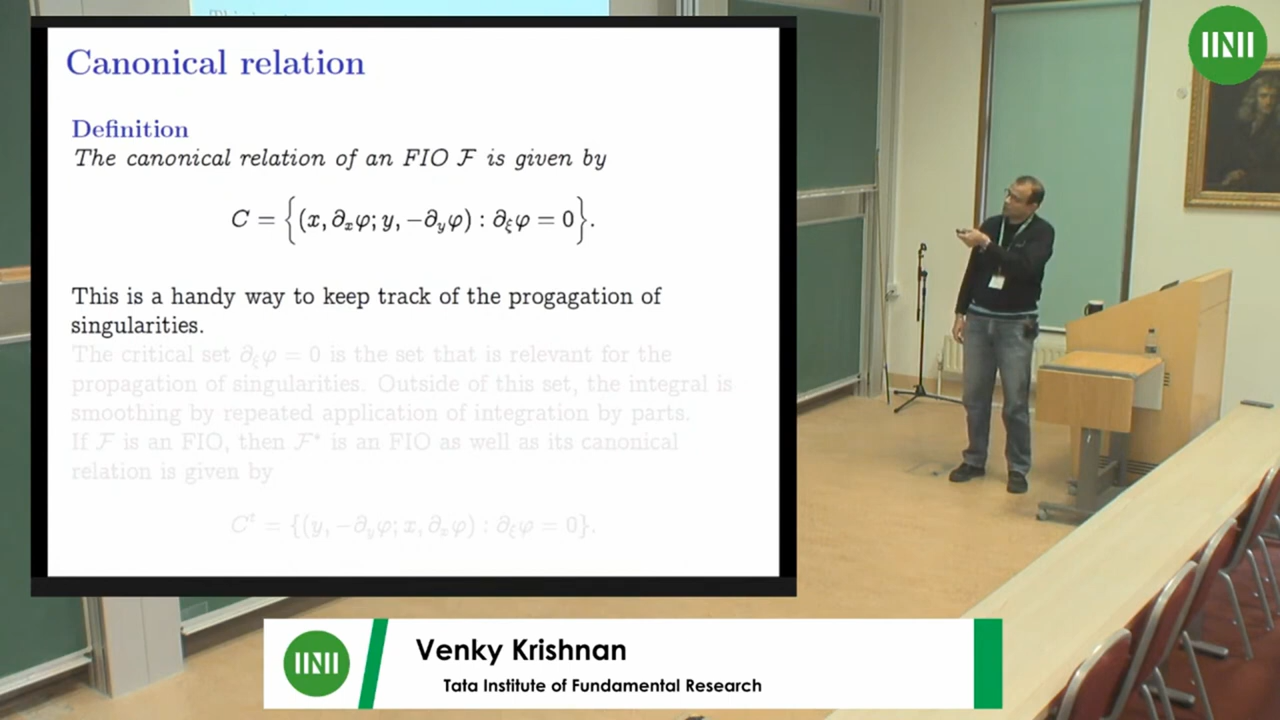 Canonical relation
Definition
The canonical relation of an FIO ℱ is given by
C = {(x, ∂ₓφ; y, −∂_yφ) : ∂_ξφ = 0}.
This is a handy way to keep track of the progagation of
singularities.
The critical set ∂_ξφ = 0 is the set that is relevant for the
propagation of singularities. Outside of this set, the integral is
smoothing by repeated application of integration by parts.
If ℱ is an FIO, then ℱ* is an FIO as well as its canonical
relation is given by
Cᵗ = {(y, −∂_yφ; x, ∂ₓφ) : ∂_ξφ = 0}.
Venky Krishnan
Tata Institute of Fundamental Research